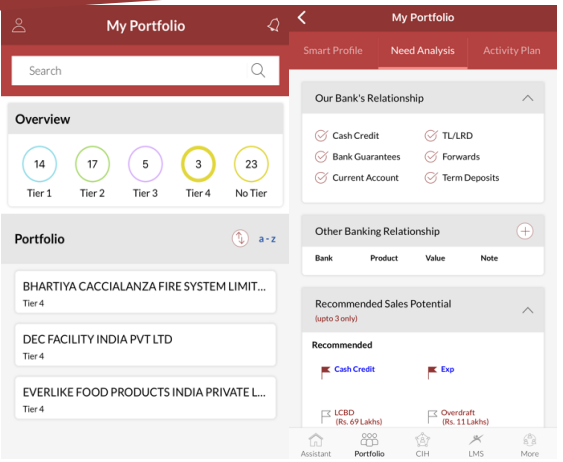 My Portfolio
Search
Overview
14 17 5 3 23
Tier 1 Tier 2 Tier 3 Tier 4 No Tier
Portfolio a - z
BHARTIYA CACCIALANZA FIRE SYSTEM LIMIT...
Tier 4
DEC FACILITY INDIA PVT LTD
Tier 4
EVERLIKE FOOD PRODUCTS INDIA PRIVATE L...
Tier 4
My Portfolio
Smart Profile Need Analysis Activity Plan
Our Bank's Relationship
Cash Credit TL/LRD
Bank Guarantees Forwards
Current Account Term Deposits
Other Banking Relationship
Bank Product Value Note
Recommended Sales Potential
(upto 3 only)
Recommended
Cash Credit Exp
LCBD Overdraft
(Rs. 69 Lakhs) (Rs. 11 Lakhs)
Assistant Portfolio CIH LMS More